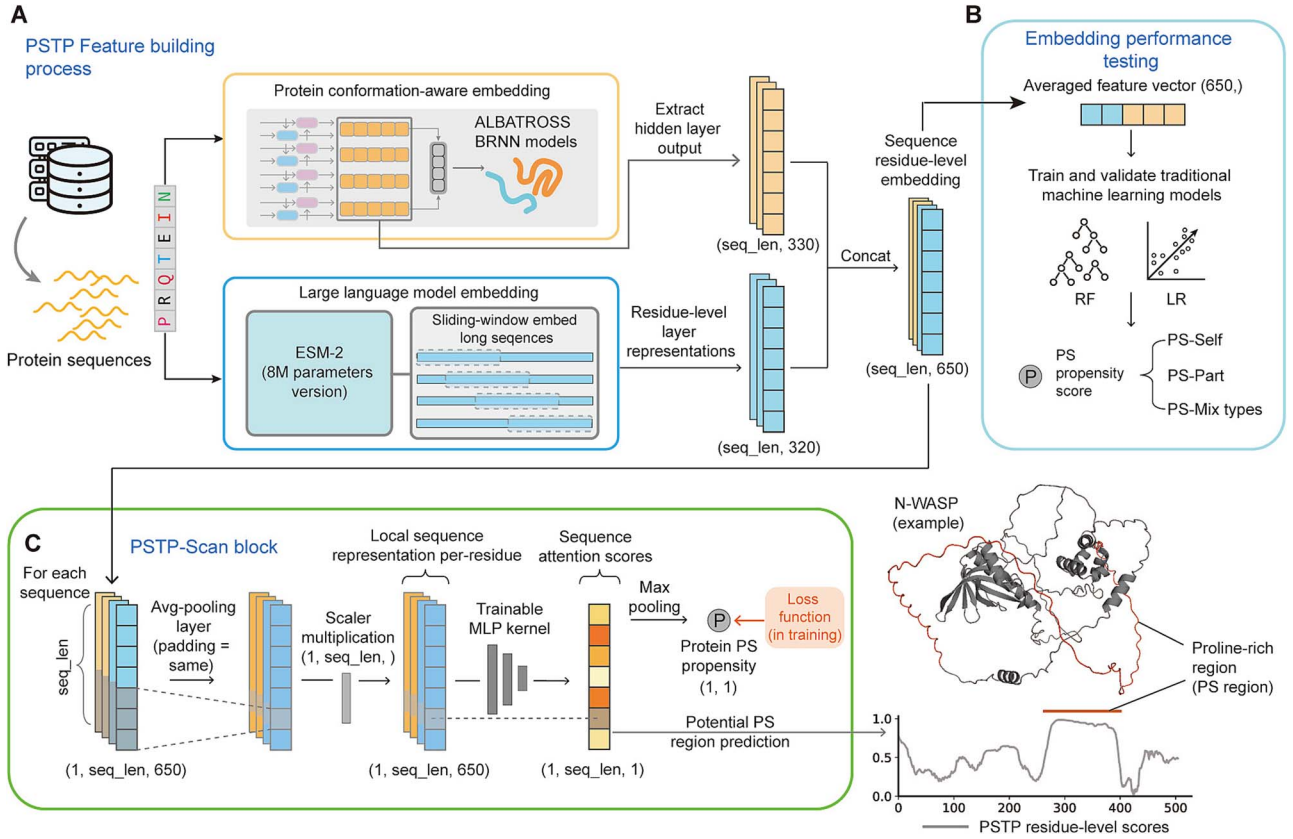 A
PSTP Feature building
process
Protein sequences
P R Q T E I N
Protein conformation-aware embedding
ALBATROSS
BRNN models
Large language model embedding
ESM-2
(8M parameters
version)
Sliding-window embed
long seqences
Extract
hidden layer
output
Residue-level
layer
representations
(seq_len, 330)
(seq_len, 320)
Concat
Sequence
residue-level
embedding
(seq_len, 650)
B
Embedding performance
testing
Averaged feature vector (650,)
Train and validate traditional
machine learning models
RF
LR
P
PS
propensity
score
PS-Self
PS-Part
PS-Mix types
C
PSTP-Scan block
For each
sequence
seq_len
(1, seq_len, 650)
Avg-pooling
layer
(padding =
same)
Scaler
multiplication
(1, seq_len, )
Local sequence
representation per-residue
(1, seq_len, 650)
Trainable
MLP kernel
Sequence
attention scores
(1, seq_len, 1)
Max
pooling
P
Protein PS
propensity
(1, 1)
Loss
function
(in training)
Potential PS
region prediction
N-WASP
(example)
Proline-rich
region
(PS region)
1.0
0.5
0.0
0 100 200 300 400 500
PSTP residue-level scores